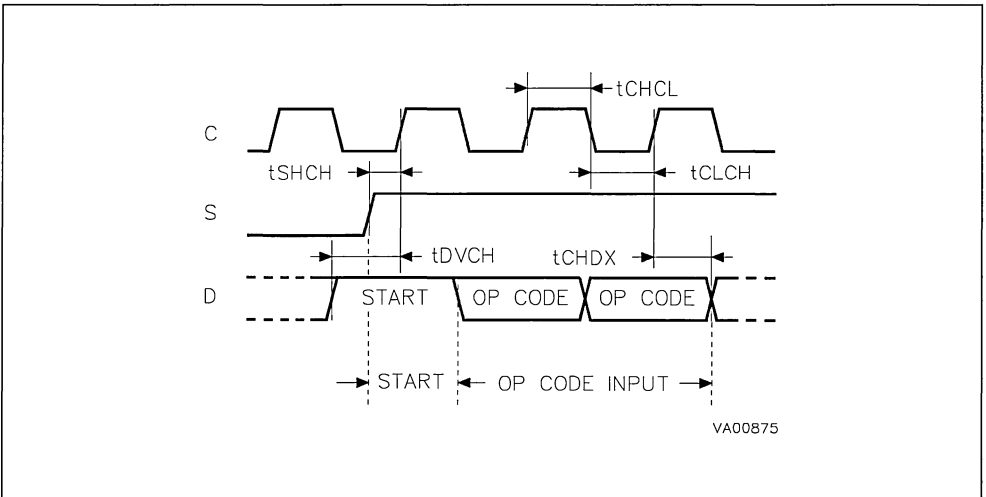 tCHCL
C
tSHCH
tCLCH
S
tDVCH
tCHDX
D
START
OP CODE
OP CODE
START
OP CODE INPUT
VA00875